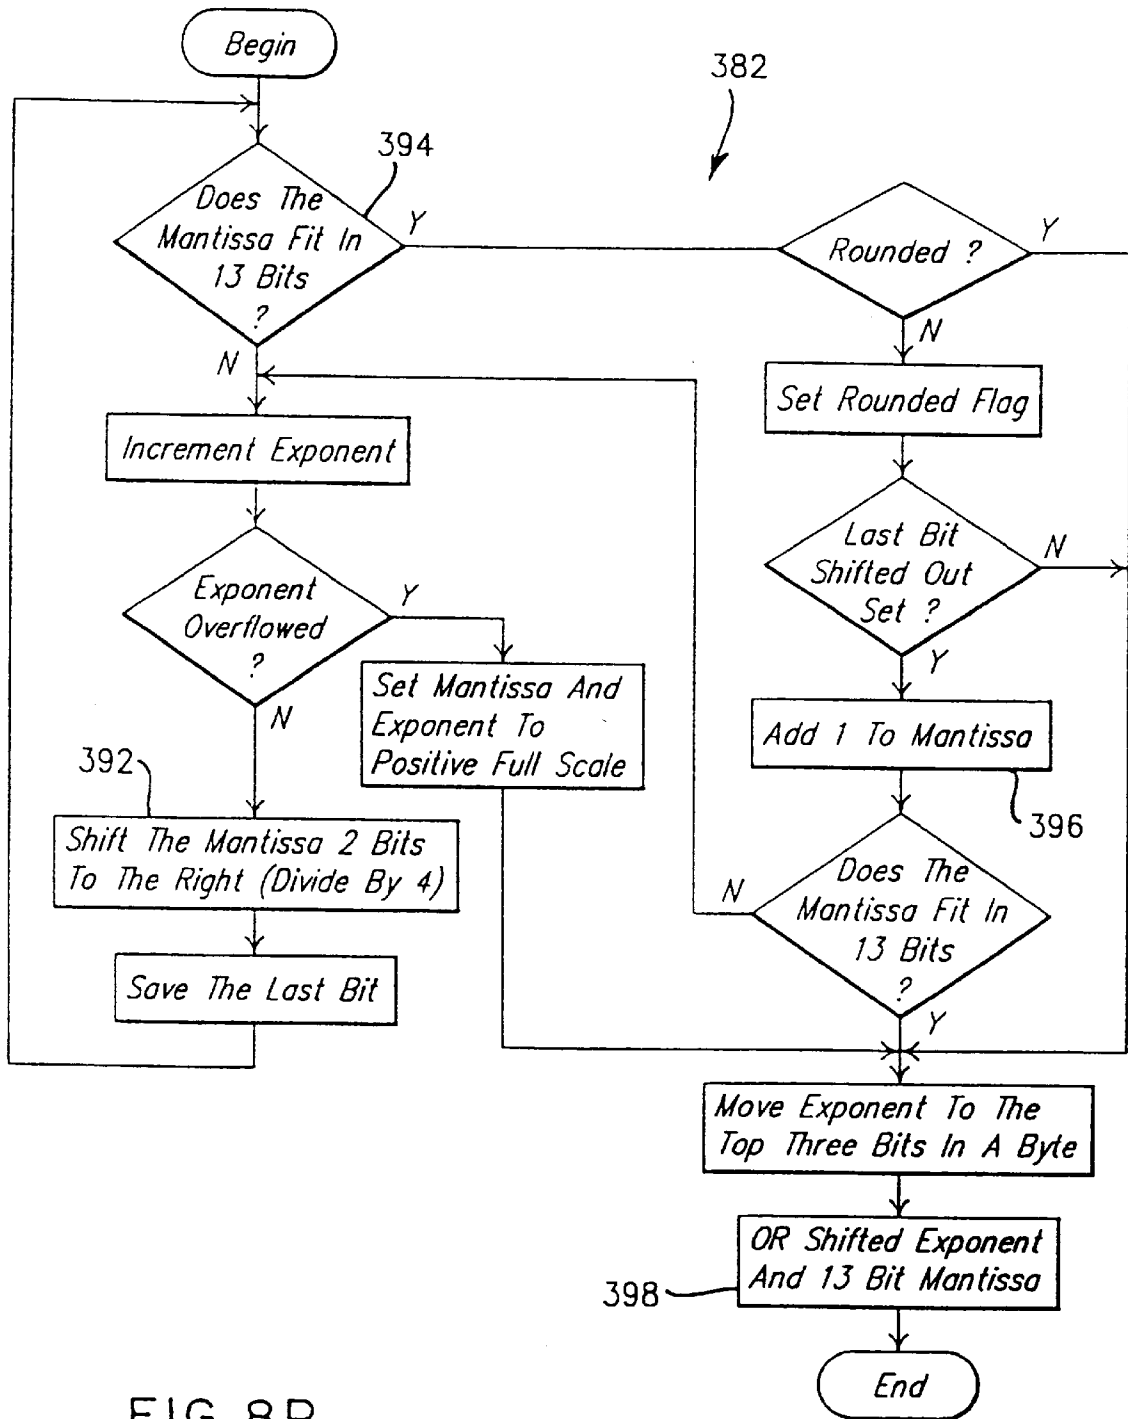 Begin
382
394
Does The
Mantissa Fit In
13 Bits
?
Y
N
Rounded ?
Y
N
Set Rounded Flag
Increment Exponent
Last Bit
Shifted Out
Set ?
N
Y
Exponent
Overflowed
?
Y
N
Set Mantissa And
Exponent To
Positive Full Scale
Add 1 To Mantissa
396
392
Shift The Mantissa 2 Bits
To The Right (Divide By 4)
Does The
Mantissa Fit In
13 Bits
?
N
Y
Save The Last Bit
Move Exponent To The
Top Three Bits In A Byte
OR Shifted Exponent
And 13 Bit Mantissa
398
End